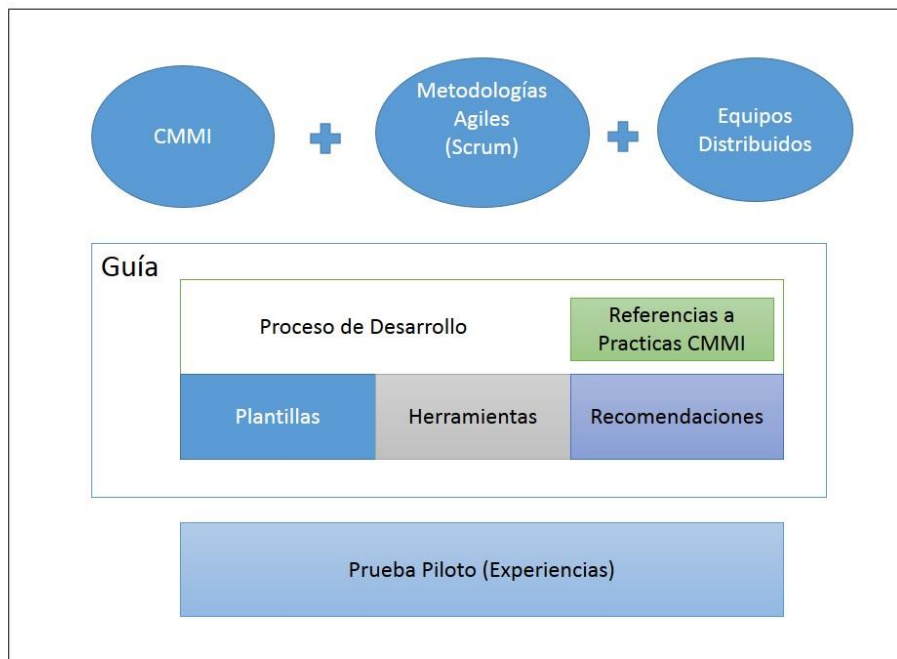 CMMI
Metodologías
Agiles
(Scrum)
Equipos
Distribuidos
Guía
Proceso de Desarrollo
Referencias a
Practicas CMMI
Plantillas
Herramientas
Recomendaciones
Prueba Piloto (Experiencias)